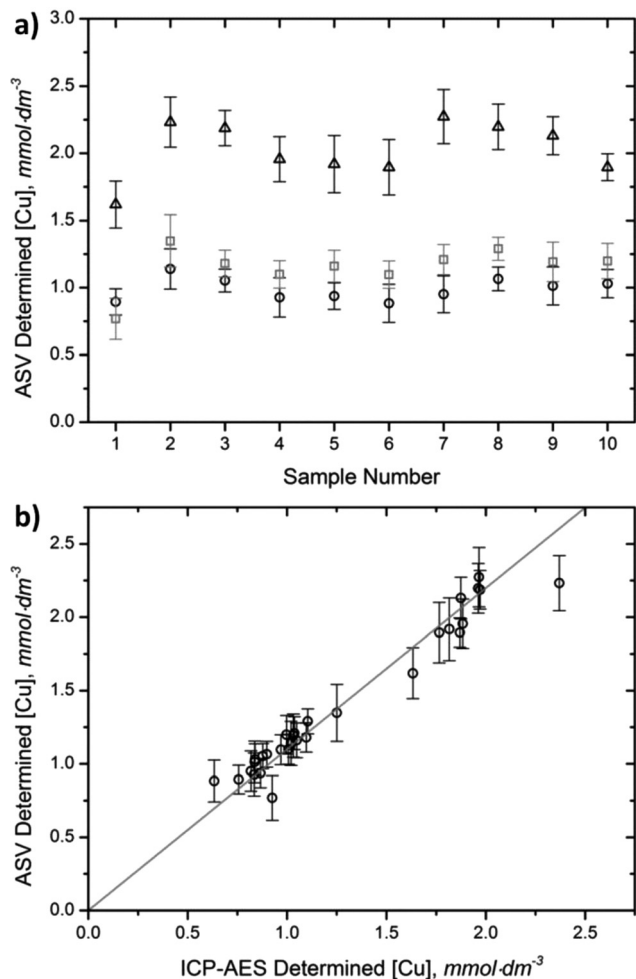 a)
3.0
2.5
2.0
1.5
1.0
0.5
0.0
ASV Determined [Cu], mmol·dm⁻³
1 2 3 4 5 6 7 8 9 10
Sample Number
b)
2.5
2.0
1.5
1.0
0.5
0.0
ASV Determined [Cu], mmol·dm⁻³
0.0 0.5 1.0 1.5 2.0 2.5
ICP-AES Determined [Cu], mmol·dm⁻³